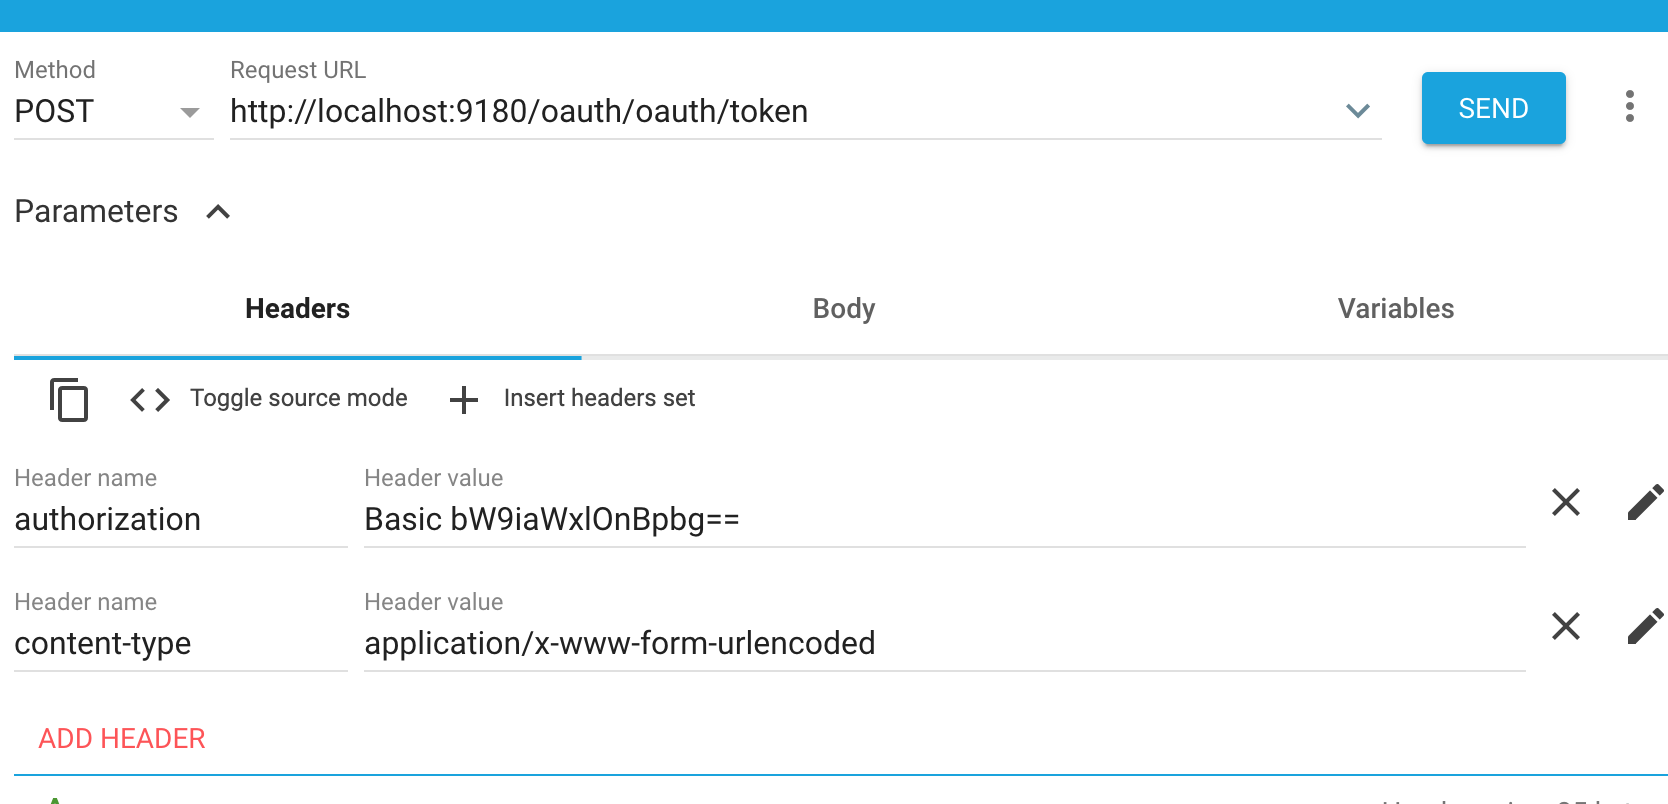 Method
Request URL
POST
http://localhost:9180/oauth/oauth/token
SEND
Parameters
Headers
Body
Variables
Toggle source mode
Insert headers set
Header name
Header value
authorization
Basic bW9iaWxlOnBpbg==
Header name
Header value
content-type
application/x-www-form-urlencoded
ADD HEADER